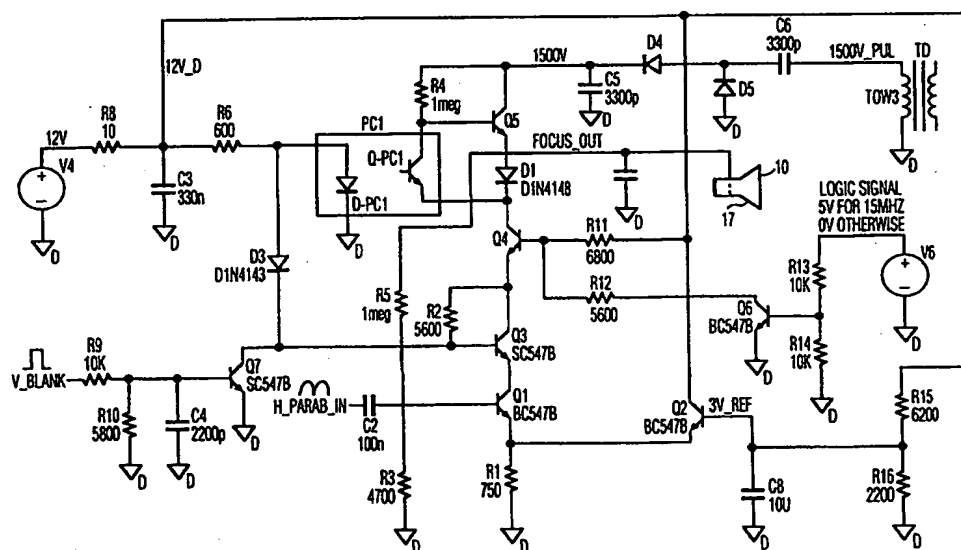 C6
3300p
1500V_PUL
TD
1500V
D4
12V_D
C5
3300p
D5
TOW3
R4
1meg
D
D
D
R8
10
R6
600
PC1
Q5
12V
FOCUS_OUT
V4
Q-PC1
C3
330n
D-PC1
D1
D1N4148
10
17
D
D
D
D
LOGIC SIGNAL
5V FOR 15MHZ
0V OTHERWISE
Q4
R11
6800
V6
D3
D1N4143
R13
10K
R12
5600
R5
1meg
R2
5600
Q6
BC547B
D
R14
10K
Q3
SC547B
D
D
R9
10K
Q7
SC547B
V_BLANK
H_PARAB_IN
Q1
BC547B
Q2
BC547B
3V_REF
R15
6200
R10
5800
C4
2200p
C2
100n
D
D
D
R3
4700
R1
750
C8
10U
R16
2200
D
D
D
D